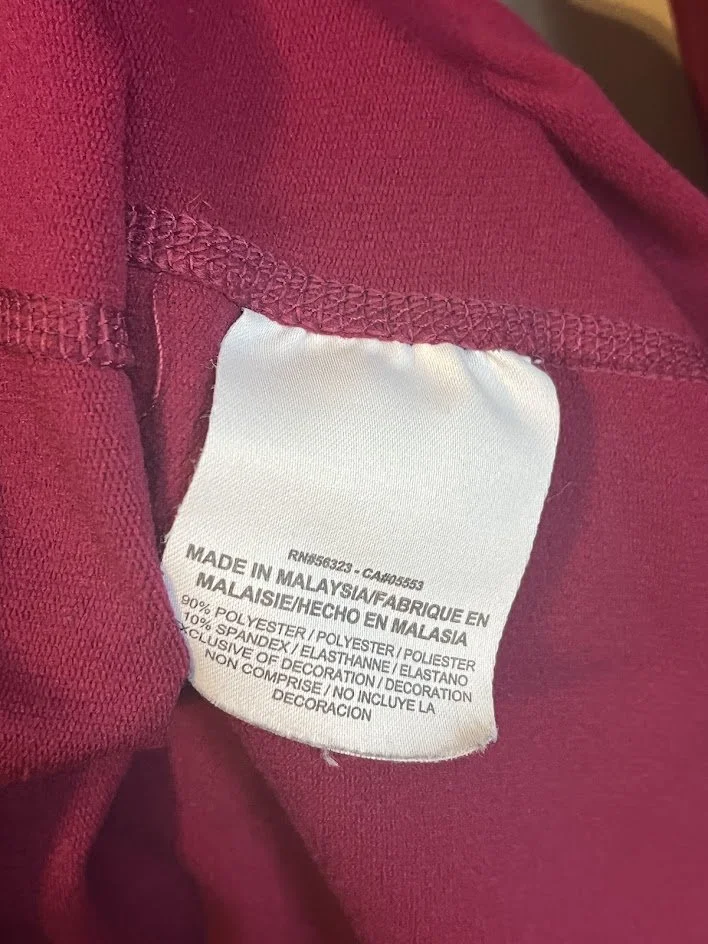 RN#56323 - CA#05553
MADE IN MALAYSIA/FABRIQUE EN
MALAISIE/HECHO EN MALASIA
90% POLYESTER / POLYESTER / POLIESTER
10% SPANDEX / ELASTHANNE / ELASTANO
XCLUSIVE OF DECORATION / DECORATION
NON COMPRISE / NO INCLUYE LA
DECORACION